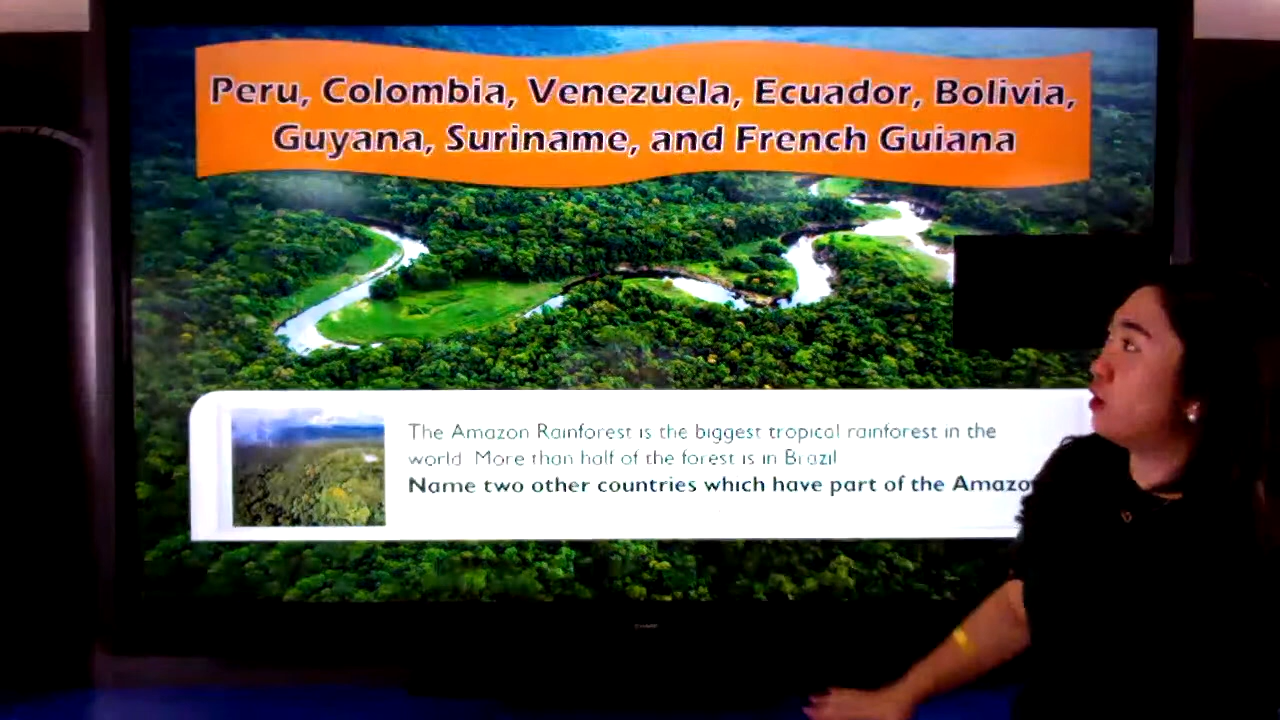 Peru, Colombia, Venezuela, Ecuador, Bolivia,
Guyana, Suriname, and French Guiana
The Amazon Rainforest is the biggest tropical rainforest in the
world. More than half of the forest is in Brazil
Name two other countries which have part of the Amazo